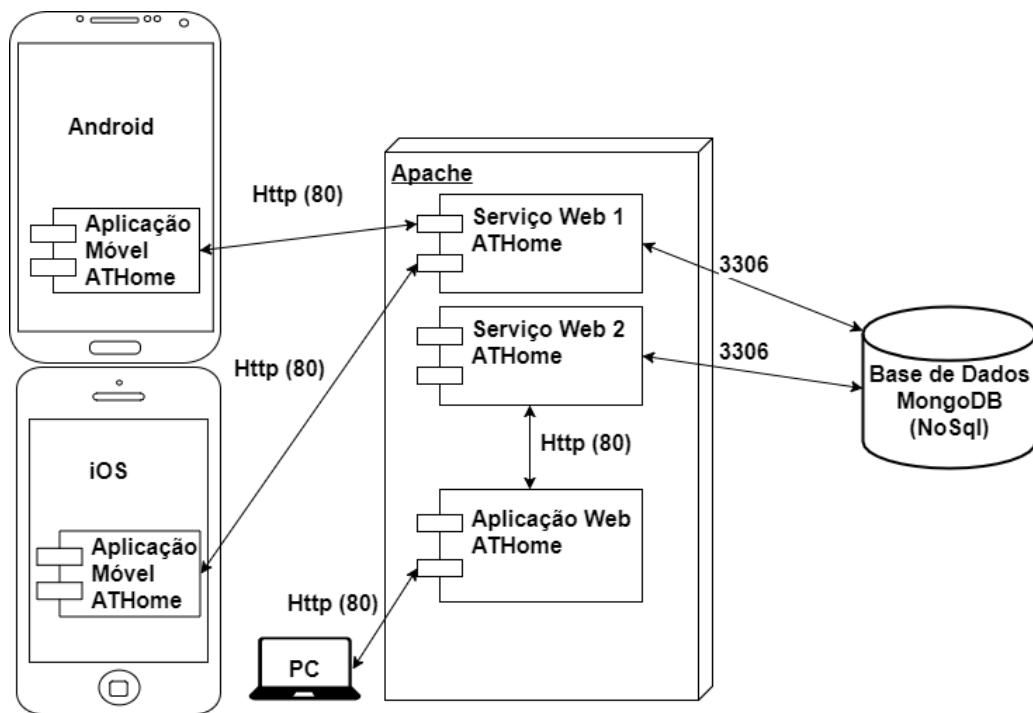 Android
Aplicação
Móvel
ATHome
Http (80)
Apache
Serviço Web 1
ATHome
3306
Serviço Web 2
ATHome
3306
Http (80)
Base de Dados
MongoDB
(NoSql)
Http (80)
iOS
Aplicação
Móvel
ATHome
Aplicação Web
ATHome
Http (80)
PC